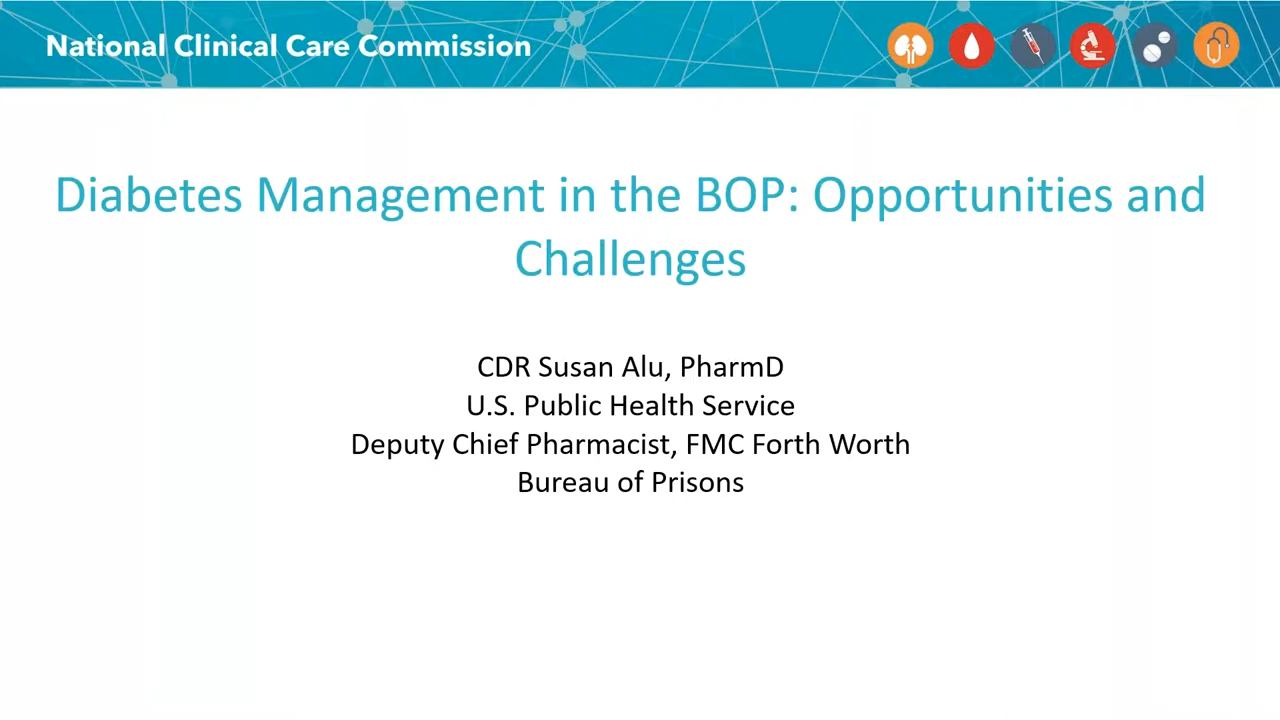 National Clinical Care Commission
Diabetes Management in the BOP: Opportunities and
Challenges
CDR Susan Alu, PharmD
U.S. Public Health Service
Deputy Chief Pharmacist, FMC Forth Worth
Bureau of Prisons